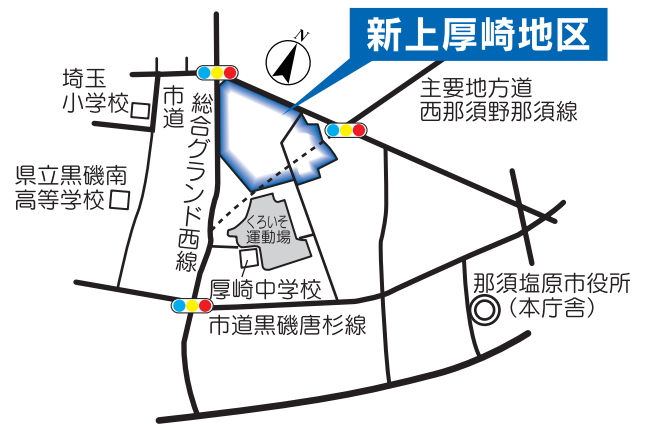 新上厚崎地区
N
埼玉
小学校
市道
総合グランド西線
主要地方道
西那須野那須線
県立黒磯南
高等学校
くろいそ
運動場
厚崎中学校
那須塩原市役所
(本庁舎)
市道黒磯唐杉線